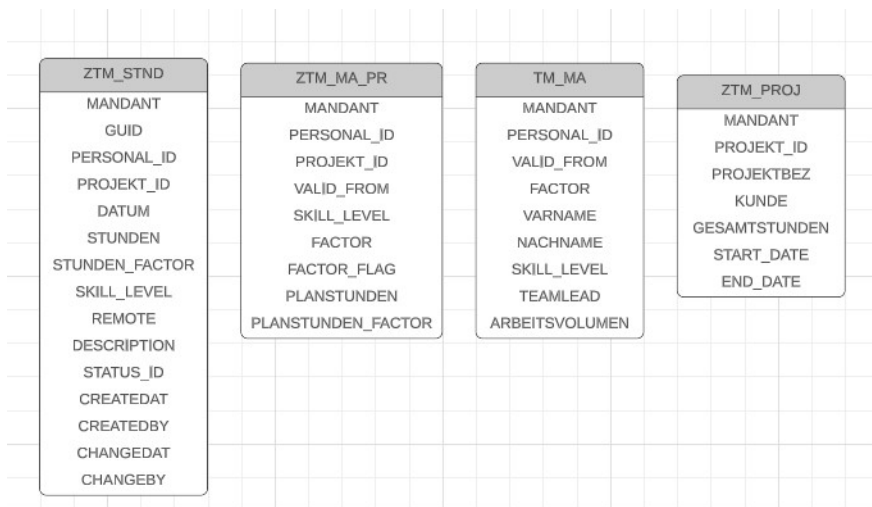 ZTM_STND
MANDANT
GUID
PERSONAL_ID
PROJEKT_ID
DATUM
STUNDEN
STUNDEN_FACTOR
SKILL_LEVEL
REMOTE
DESCRIPTION
STATUS_ID
CREATEDAT
CREATEDBY
CHANGEDAT
CHANGEBY
ZTM_MA_PR
MANDANT
PERSONAL_ID
PROJEKT_ID
VALID_FROM
SKILL_LEVEL
FACTOR
FACTOR_FLAG
PLANSTUNDEN
PLANSTUNDEN_FACTOR
TM_MA
MANDANT
PERSONAL_ID
VALID_FROM
FACTOR
VARNAME
NACHNAME
SKILL_LEVEL
TEAMLEAD
ARBEITSVOLUMEN
ZTM_PROJ
MANDANT
PROJEKT_ID
PROJEKTBEZ
KUNDE
GESAMTSTUNDEN
START_DATE
END_DATE